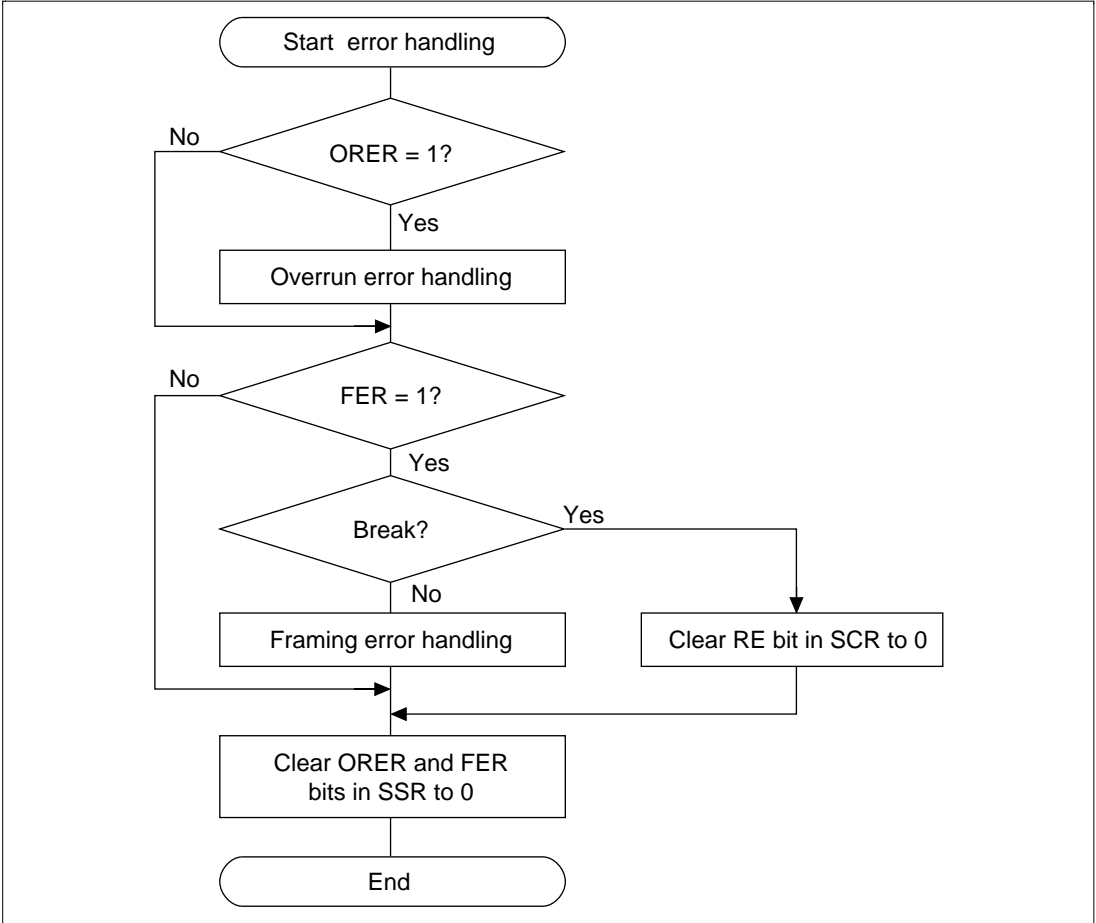 Start error handling
No
ORER = 1?
Yes
Overrun error handling
No
FER = 1?
Yes
Break?
Yes
No
Framing error handling
Clear RE bit in SCR to 0
Clear ORER and FER
bits in SSR to 0
End